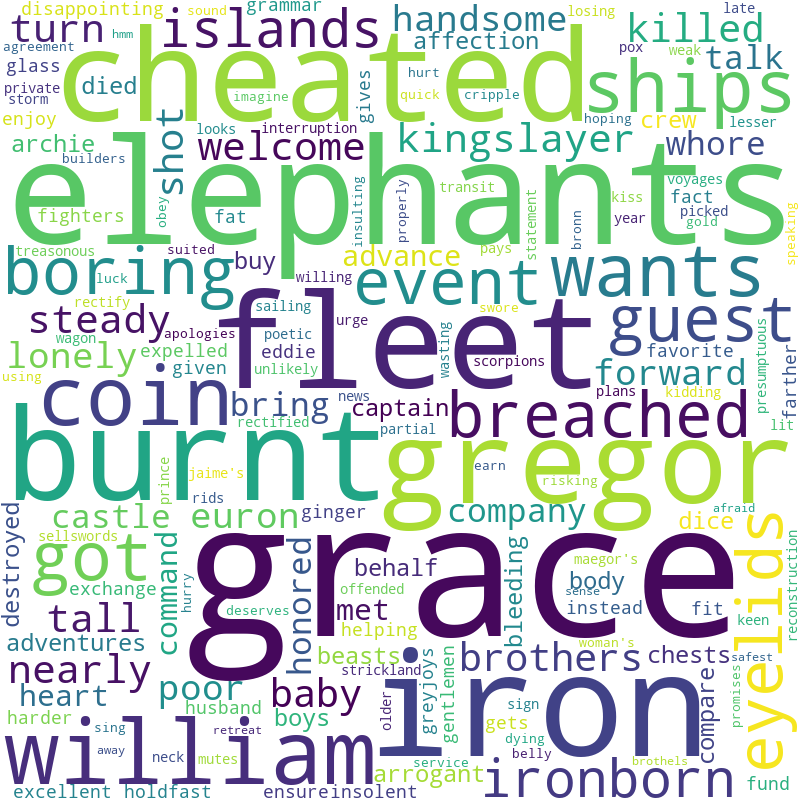 disappointing grammar losing late
turn islands sound handsome killed
agreement hmm affection pox weak talk
glass private storm died cheated hurt ships
enjoy shot gives imagine quick cripple hoping crew lesser
archie looks welcome interruption kingslayer whore
builders elephants voyages
fighters obey fat insulting properly transit statement kiss fact picked
year gold
treasonous suited buy advance pays bronn speaking
boring luck willing event wants
rectify sailing swore guest
steady wagon apologies poetic urge fleet wasting
lonely expelled eddie scorpions favorite farther presumptuous
using given unlikely forward
coin bring news captain plans kidding
rectified partial breached lit
burnt jaime's earn gregor
prince rids risking
destroyed castle euron ginger company dice afraid
sellswords maegor's
got command honored grace behalf bleeding body sense eyelids reconstruction
exchange hurry deserves offended met instead fit keen
tall helping woman's
adventures beasts brothers chests safest
nearly strickland
heart poor baby older greyjoys gentlemen iron compare promises
harder husband boys gets sign
sing dying
william away neck mutes retreat service belly brothels
arrogant ironborn fund
excellent holdfast ensure insolent